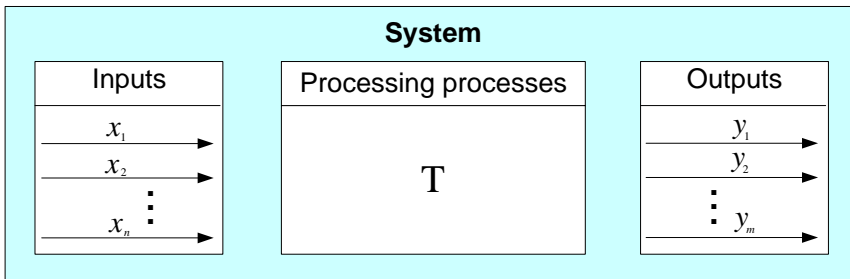 System
Inputs
Processing processes
Outputs
x₁
x₂
⋮
xₙ
T
y₁
y₂
⋮
yₘ